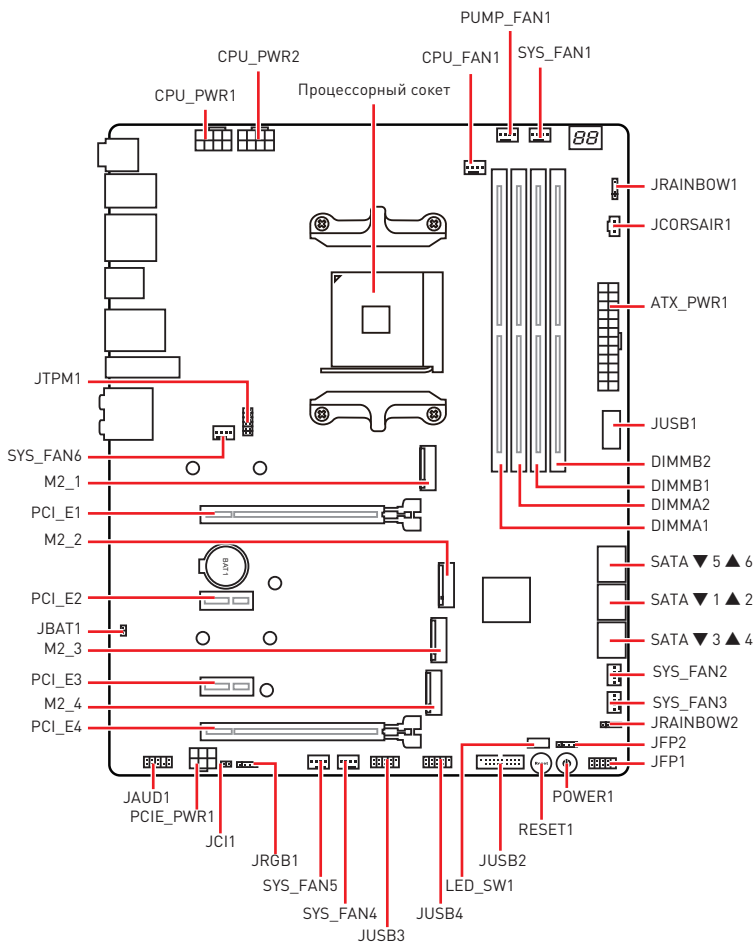 PUMP_FAN1
SYS_FAN1
CPU_PWR2
CPU_FAN1
CPU_PWR1
Процессорный сокет
88
JRAINBOW1
JCORSAIR1
ATX_PWR1
JTPM1
JUSB1
SYS_FAN6
DIMMB2
M2_1
DIMMB1
DIMMA2
PCI_E1
DIMMA1
M2_2
BAT1
SATA ▼ 5 ▲ 6
PCI_E2
SATA ▼ 1 ▲ 2
JBAT1
SATA ▼ 3 ▲ 4
M2_3
SYS_FAN2
PCI_E3
SYS_FAN3
M2_4
JRAINBOW2
PCI_E4
JFP2
JFP1
Reset
JAUD1
POWER1
PCIE_PWR1
RESET1
JCI1
JRGB1
JUSB2
SYS_FAN5
LED_SW1
SYS_FAN4
JUSB4
JUSB3